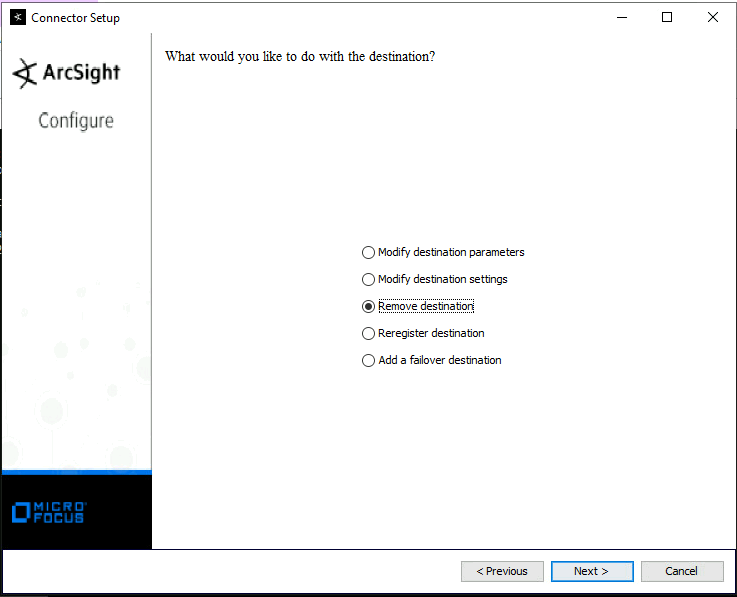 Connector Setup
ArcSight
Configure
What would you like to do with the destination?
Modify destination parameters
Modify destination settings
Remove destination
Reregister destination
Add a failover destination
MICRO
FOCUS
< Previous
Next >
Cancel